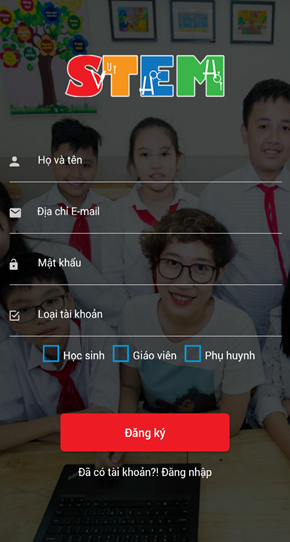 STEM
Họ và tên
Địa chỉ E-mail
Mật khẩu
Loại tài khoản
Học sinh Giáo viên Phụ huynh
Đăng ký
Đã có tài khoản?! Đăng nhập